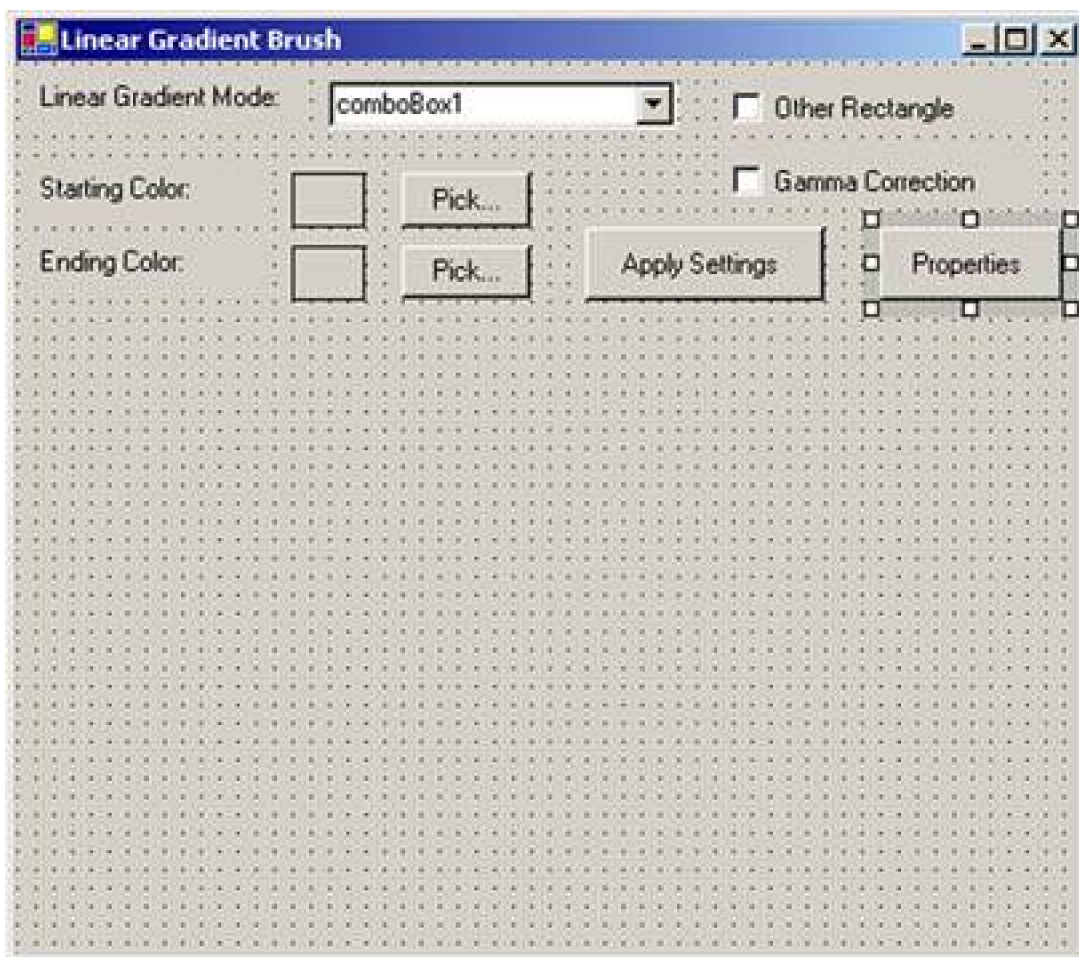 Linear Gradient Brush
Linear Gradient Mode: comboBox1
Other Rectangle
Gamma Correction
Starting Color: Pick...
Ending Color: Pick... Apply Settings Properties